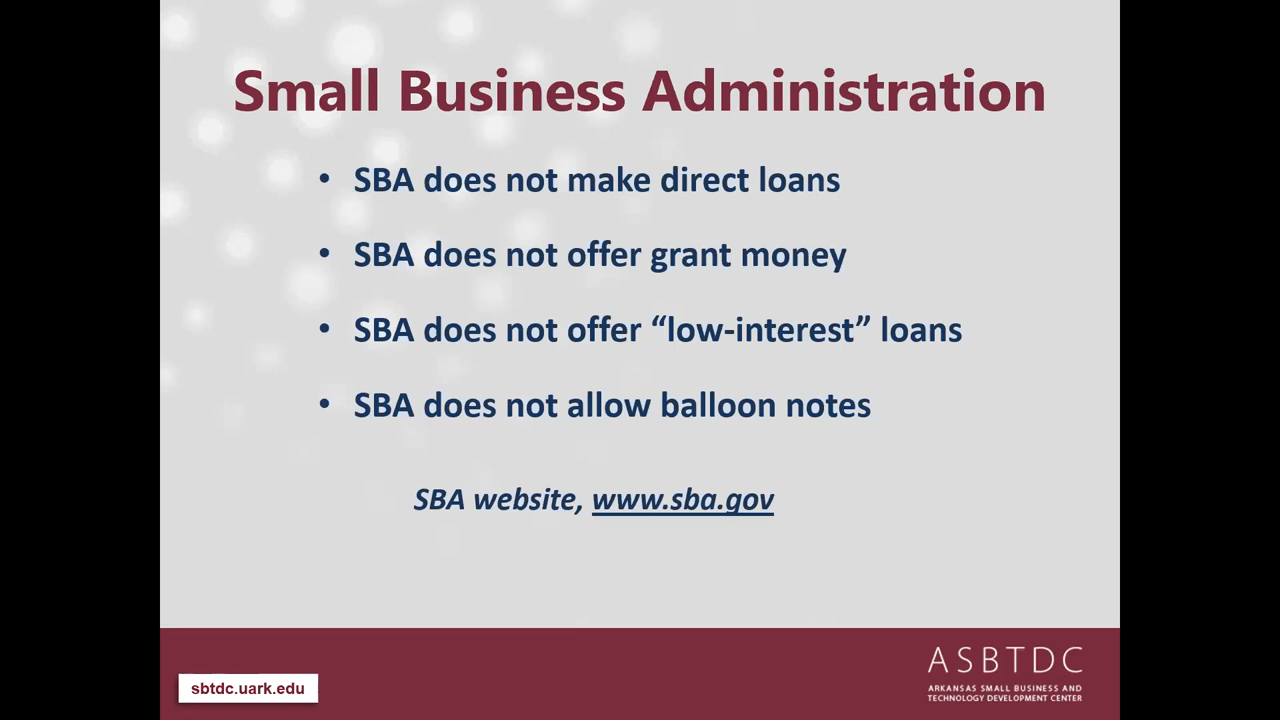 Small Business Administration
• SBA does not make direct loans
• SBA does not offer grant money
• SBA does not offer “low-interest” loans
• SBA does not allow balloon notes
SBA website, www.sba.gov
sbtdc.uark.edu
ASBTDC
ARKANSAS SMALL BUSINESS AND
TECHNOLOGY DEVELOPMENT CENTER